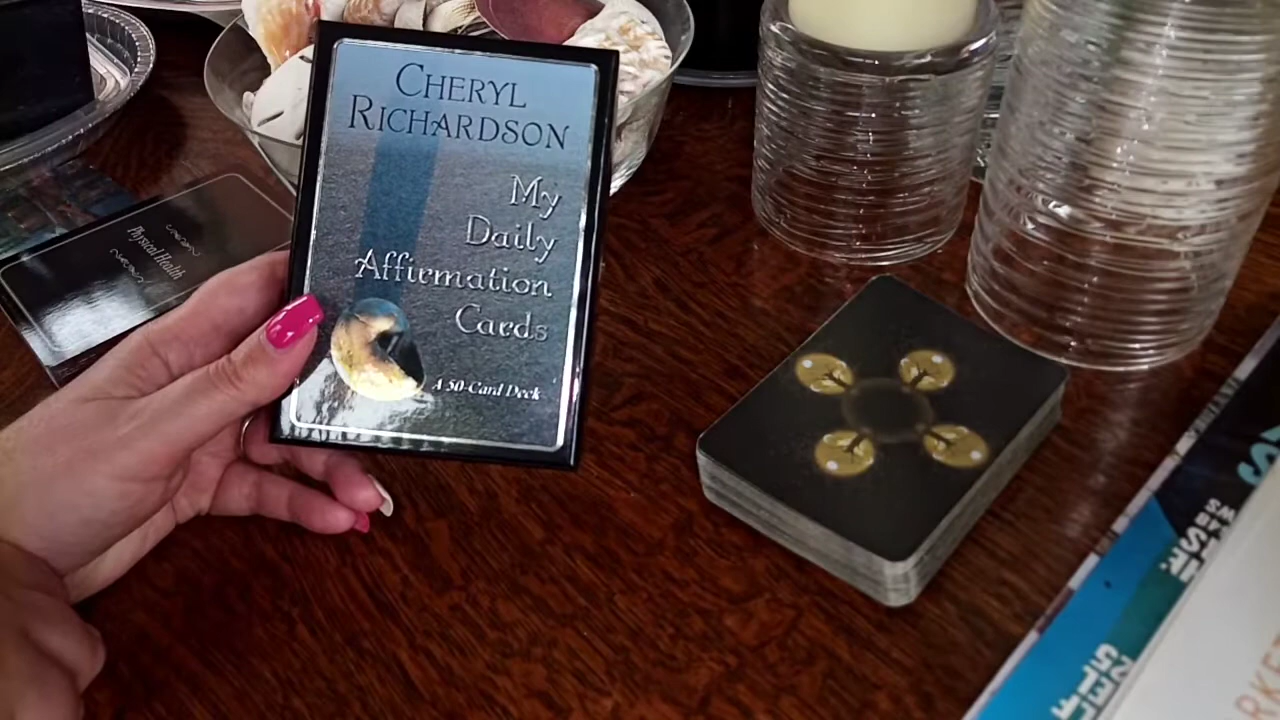 CHERYL
RICHARDSON
My
Daily
Affirmation
Cards
A 50-Card Deck
Physical Health